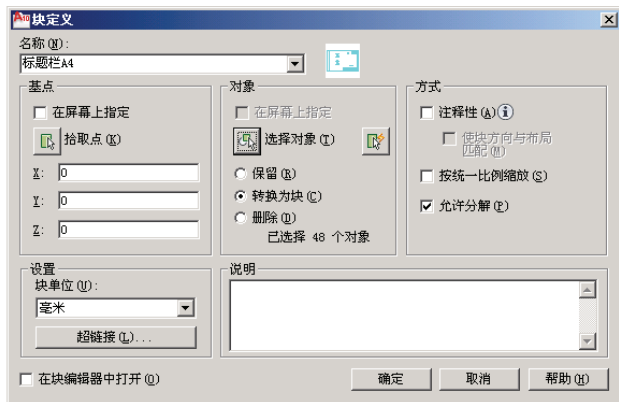 块定义
名称(N):
标题栏A4
基点
在屏幕上指定
拾取点(K)
X: 0
Y: 0
Z: 0
对象
在屏幕上指定
选择对象(T)
保留(R)
转换为块(C)
删除(D)
已选择 48 个对象
方式
注释性(A)
使块方向与布局
匹配(M)
按统一比例缩放(S)
允许分解(P)
设置
块单位(U):
毫米
超链接(L)...
说明
在块编辑器中打开(O)
确定
取消
帮助(H)